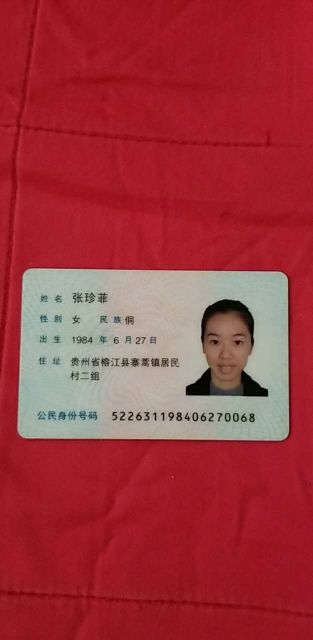 姓名 张珍菲
性别 女 民族 侗
出生 1984 年 6 月 27 日
住址 贵州省榕江县寨蒿镇居民
村二组
公民身份号码 522631198406270068